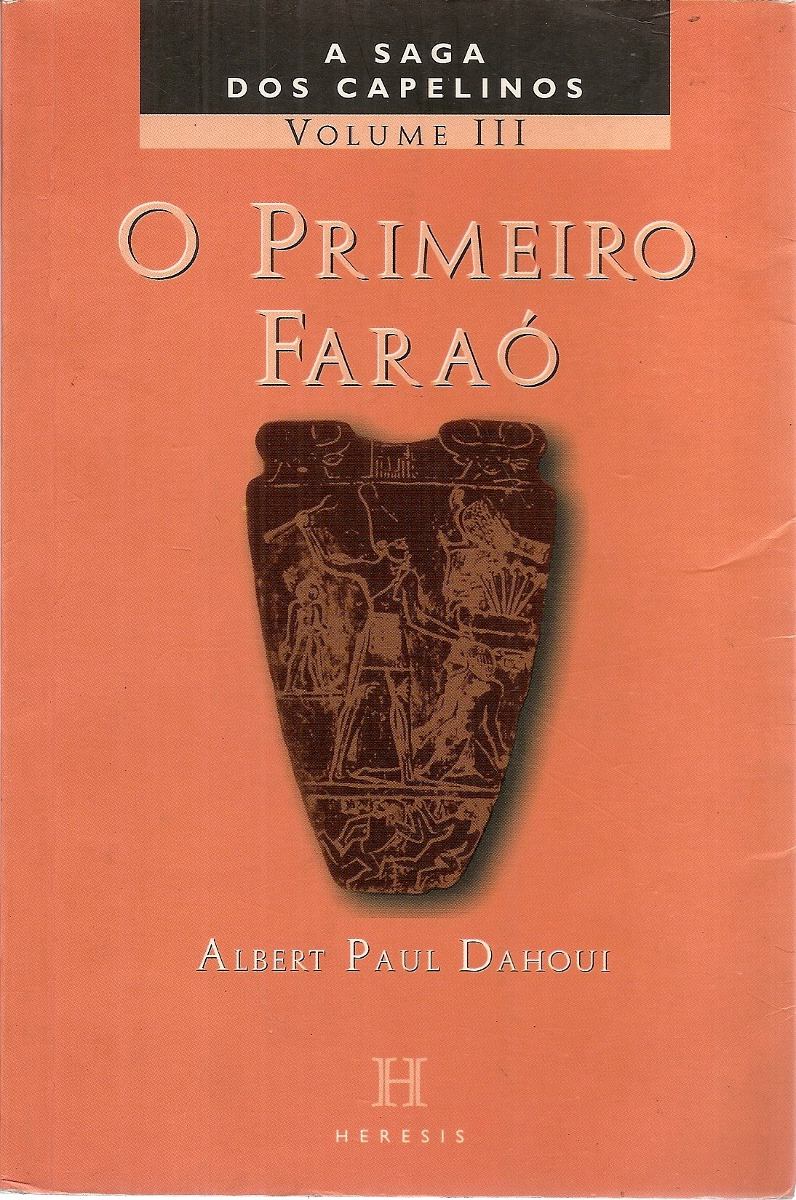 A SAGA
DOS CAPELINOS
VOLUME III
O PRIMEIRO
FARAÓ
ALBERT PAUL DAHOUI
H
HERESIS